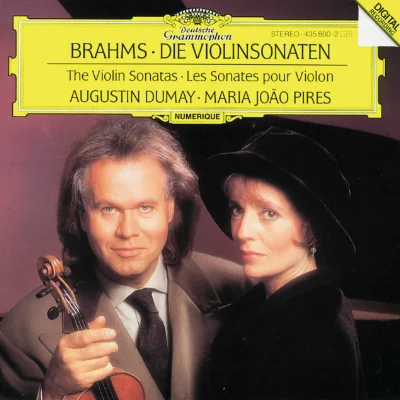 Deutsche
Grammophon
STEREO 435 800-2
DIGITAL
RECORDING
BRAHMS · DIE VIOLINSONATEN
The Violin Sonatas · Les Sonates pour Violon
AUGUSTIN DUMAY · MARIA JOÃO PIRES
NUMERIQUE